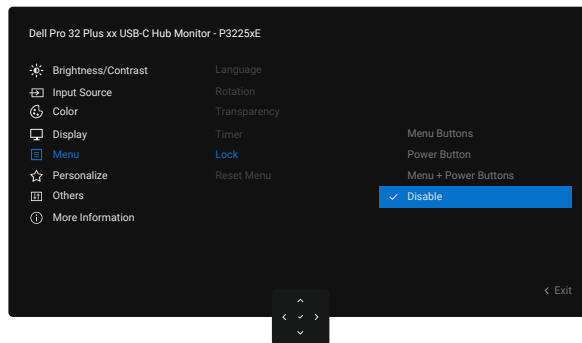 Dell Pro 32 Plus xx USB-C Hub Monitor - P3225xE
Brightness/Contrast
Input Source
Color
Display
Menu
Personalize
Others
More Information
Language
Rotation
Transparency
Timer
Lock
Reset Menu
Menu Buttons
Power Button
Menu + Power Buttons
Disable
Exit